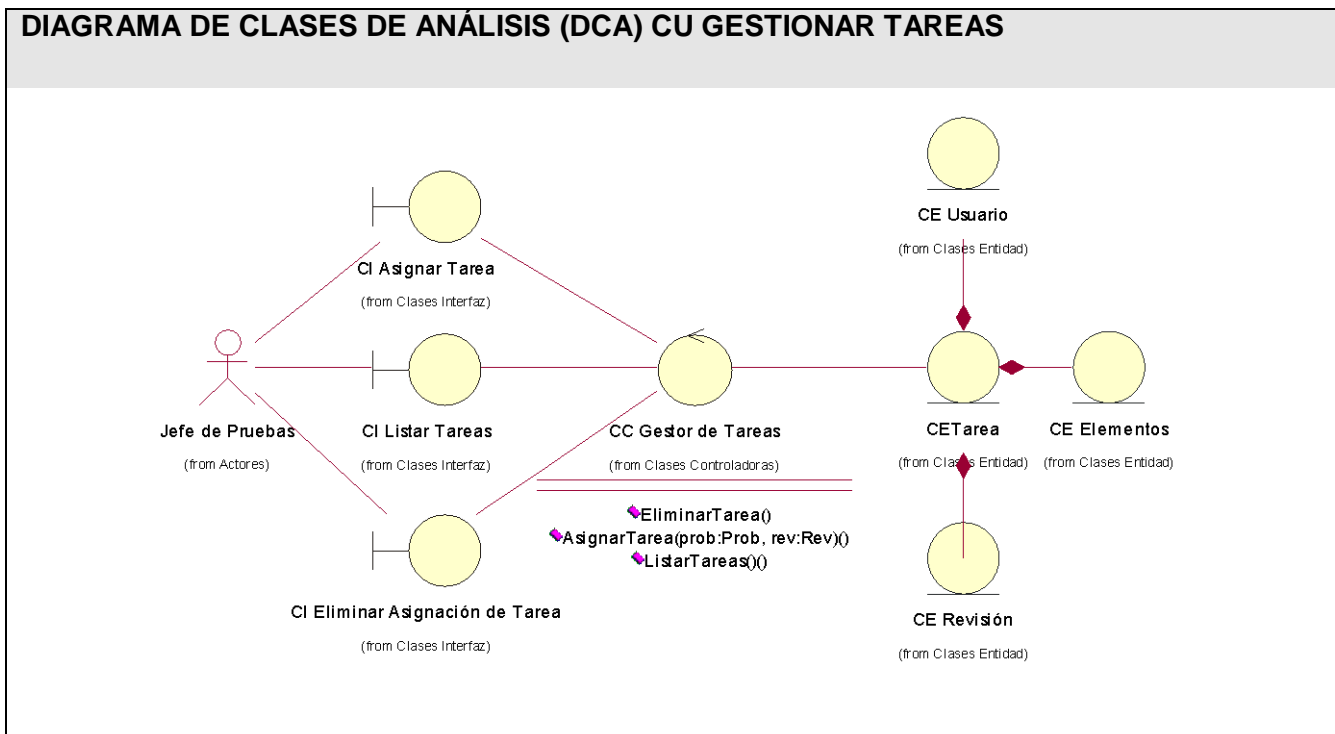 DIAGRAMA DE CLASES DE ANÁLISIS (DCA) CU GESTIONAR TAREAS
CE Usuario
(from Clases Entidad)
CI Asignar Tarea
(from Clases Interfaz)
Jefe de Pruebas
(from Actores)
CI Listar Tareas
(from Clases Interfaz)
CC Gestor de Tareas
(from Clases Controladoras)
CETarea
(from Clases Entidad)
CE Elementos
(from Clases Entidad)
EliminarTarea()
AsignarTarea(prob:Prob, rev:Rev)()
ListarTareas()()
CI Eliminar Asignación de Tarea
(from Clases Interfaz)
CE Revisión
(from Clases Entidad)